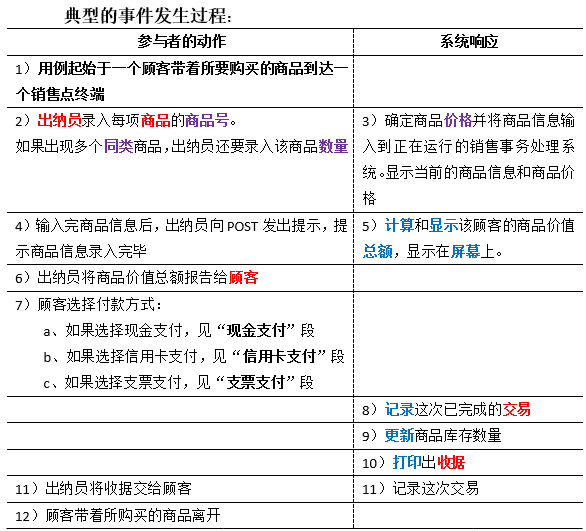 典型的事件发生过程：
参与者的动作 系统响应
1）用例起始于一个顾客带着所要购买的商品到达一
个销售点终端
2）出纳员录入每项商品的商品号。
如果出现多个同类商品，出纳员还要录入该商品数量
3）确定商品价格并将商品信息输
入到正在运行的销售事务处理系
统。显示当前的商品信息和商品价
格
4）输入完商品信息后，出纳员向 POST 发出提示，提
示商品信息录入完毕
5）计算和显示该顾客的商品价值
总额，显示在屏幕上。
6）出纳员将商品价值总额报告给顾客
7）顾客选择付款方式：
a、如果选择现金支付，见“现金支付”段
b、如果选择信用卡支付，见“信用卡支付”段
c、如果选择支票支付，见“支票支付”段
8）记录这次已完成的交易
9）更新商品库存数量
10）打印出收据
11）出纳员将收据交给顾客 11）记录这次交易
12）顾客带着所购买的商品离开